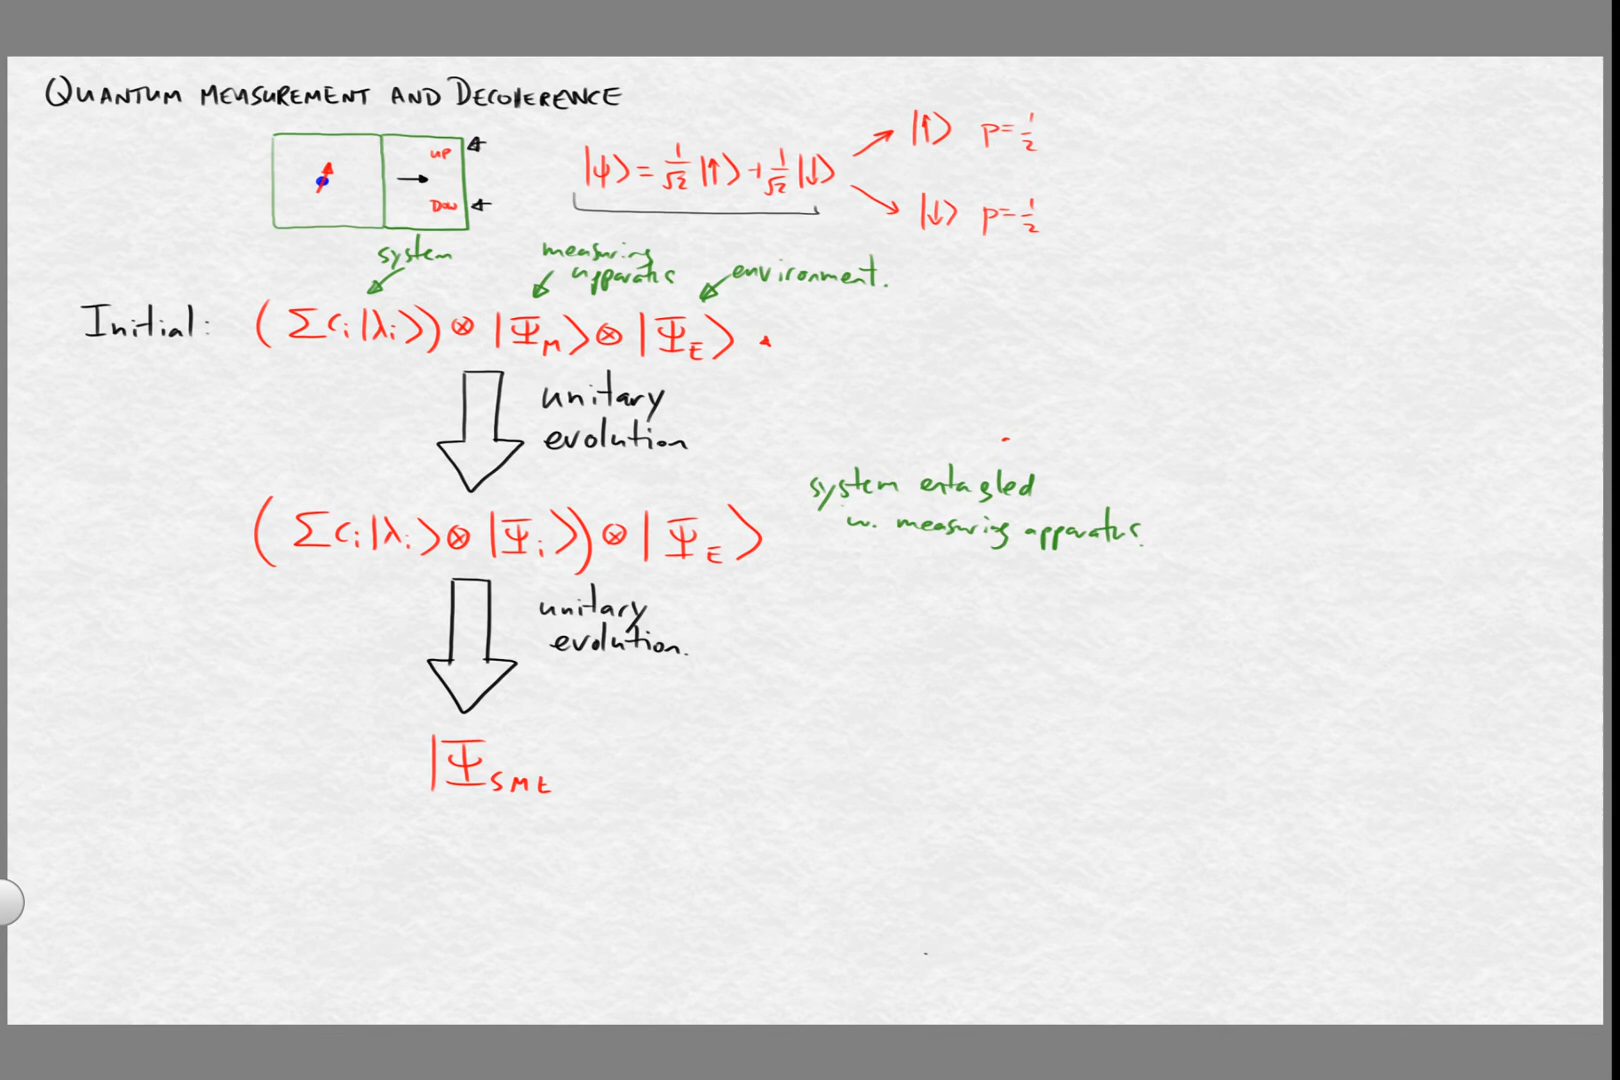 QUANTUM MEASUREMENT AND DECOHERENCE
UP
DOW
|ψ⟩ = 1/√2 |↑⟩ + 1/√2 |↓⟩
|↑⟩ p=1/2
|↓⟩ p=1/2
system
measuring
apparatus
environment.
Initial: (Σcᵢ|λᵢ⟩) ⊗ |Ψ_M⟩ ⊗ |Ψ_E⟩.
unitary
evolution
system entagled
w. measuring apparatus.
(Σcᵢ|λᵢ⟩ ⊗ |Ψᵢ⟩) ⊗ |Ψ_E⟩
unitary
evolution.
|Ψ_SME